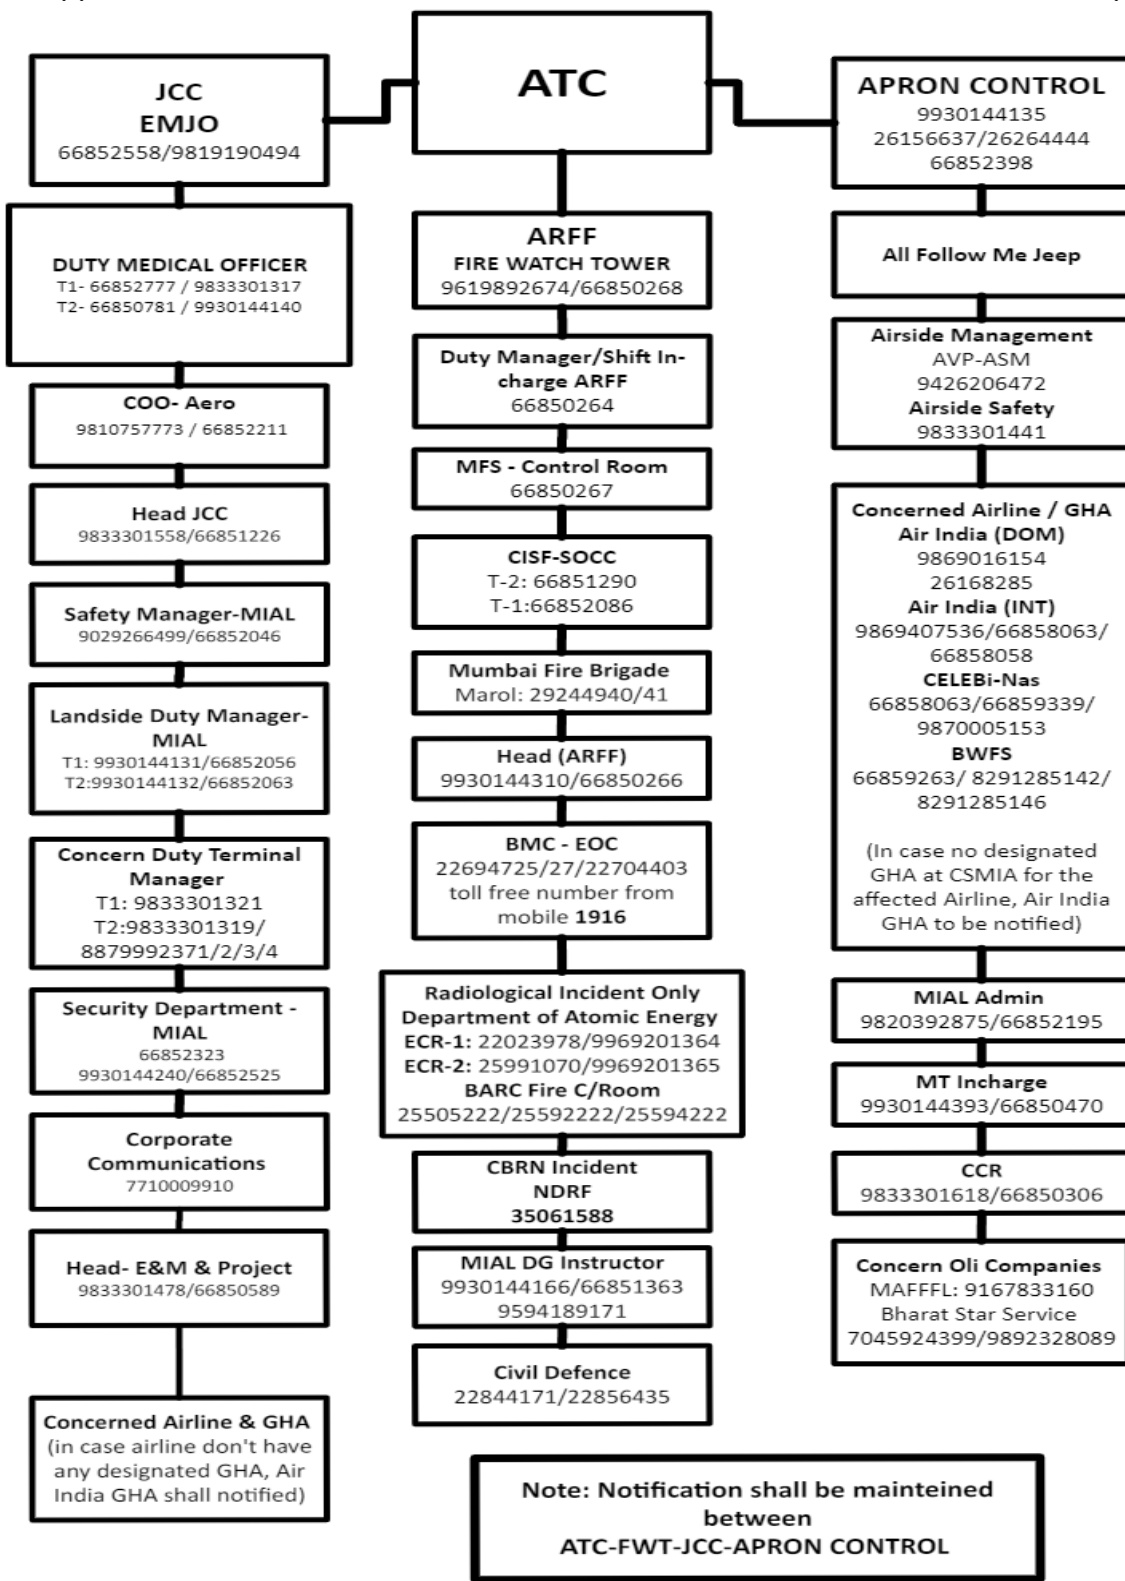 ATC
JCC
EMJO
66852558/9819190494
DUTY MEDICAL OFFICER
T1- 66852777 / 9833301317
T2- 66850781 / 9930144140
COO- Aero
9810757773 / 66852211
Head JCC
9833301558/66851226
Safety Manager-MIAL
9029266499/66852046
Landside Duty Manager-
MIAL
T1: 9930144131/66852056
T2:9930144132/66852063
Concern Duty Terminal
Manager
T1: 9833301321
T2:9833301319/
8879992371/2/3/4
Security Department -
MIAL
66852323
9930144240/66852525
Corporate
Communications
7710009910
Head- E&M & Project
9833301478/66850589
Concerned Airline & GHA
(in case airline don't have
any designated GHA, Air
India GHA shall notified)
ARFF
FIRE WATCH TOWER
9619892674/66850268
Duty Manager/Shift In-
charge ARFF
66850264
MFS - Control Room
66850267
CISF-SOCC
T-2: 66851290
T-1:66852086
Mumbai Fire Brigade
Marol: 29244940/41
Head (ARFF)
9930144310/66850266
BMC - EOC
22694725/27/22704403
toll free number from
mobile 1916
Radiological Incident Only
Department of Atomic Energy
ECR-1: 22023978/9969201364
ECR-2: 25991070/9969201365
BARC Fire C/Room
25505222/25592222/25594222
CBRN Incident
NDRF
35061588
MIAL DG Instructor
9930144166/66851363
9594189171
Civil Defence
22844171/22856435
APRON CONTROL
9930144135
26156637/26264444
66852398
All Follow Me Jeep
Airside Management
AVP-ASM
9426206472
Airside Safety
9833301441
Concerned Airline / GHA
Air India (DOM)
9869016154
26168285
Air India (INT)
9869407536/66858063/
66858058
CELEBi-Nas
66858063/66859339/
9870005153
BWFS
66859263/ 8291285142/
8291285146
(In case no designated
GHA at CSMIA for the
affected Airline, Air India
GHA to be notified)
MIAL Admin
9820392875/66852195
MT Incharge
9930144393/66850470
CCR
9833301618/66850306
Concern Oli Companies
MAFFFL: 9167833160
Bharat Star Service
7045924399/9892328089
Note: Notification shall be mainteined
between
ATC-FWT-JCC-APRON CONTROL